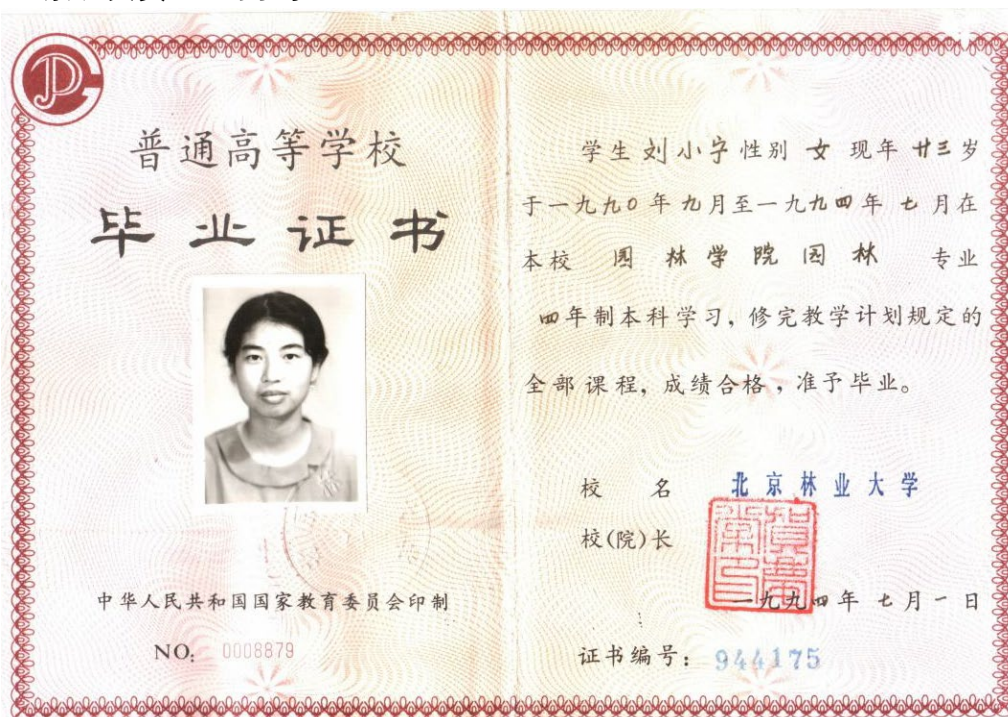 普通高等学校
毕业证书
中华人民共和国国家教育委员会印制
NO: 0008879
学生 刘小宇 性别 女 现年 廿三 岁
于一九九0年九月至一九九四年七月在
本校 园林学院园林 专业
四年制本科学习,修完教学计划规定的
全部课程,成绩合格,准予毕业。
校 名 北京林业大学
校(院)长
一九九四年七月一日
证书编号: 944175